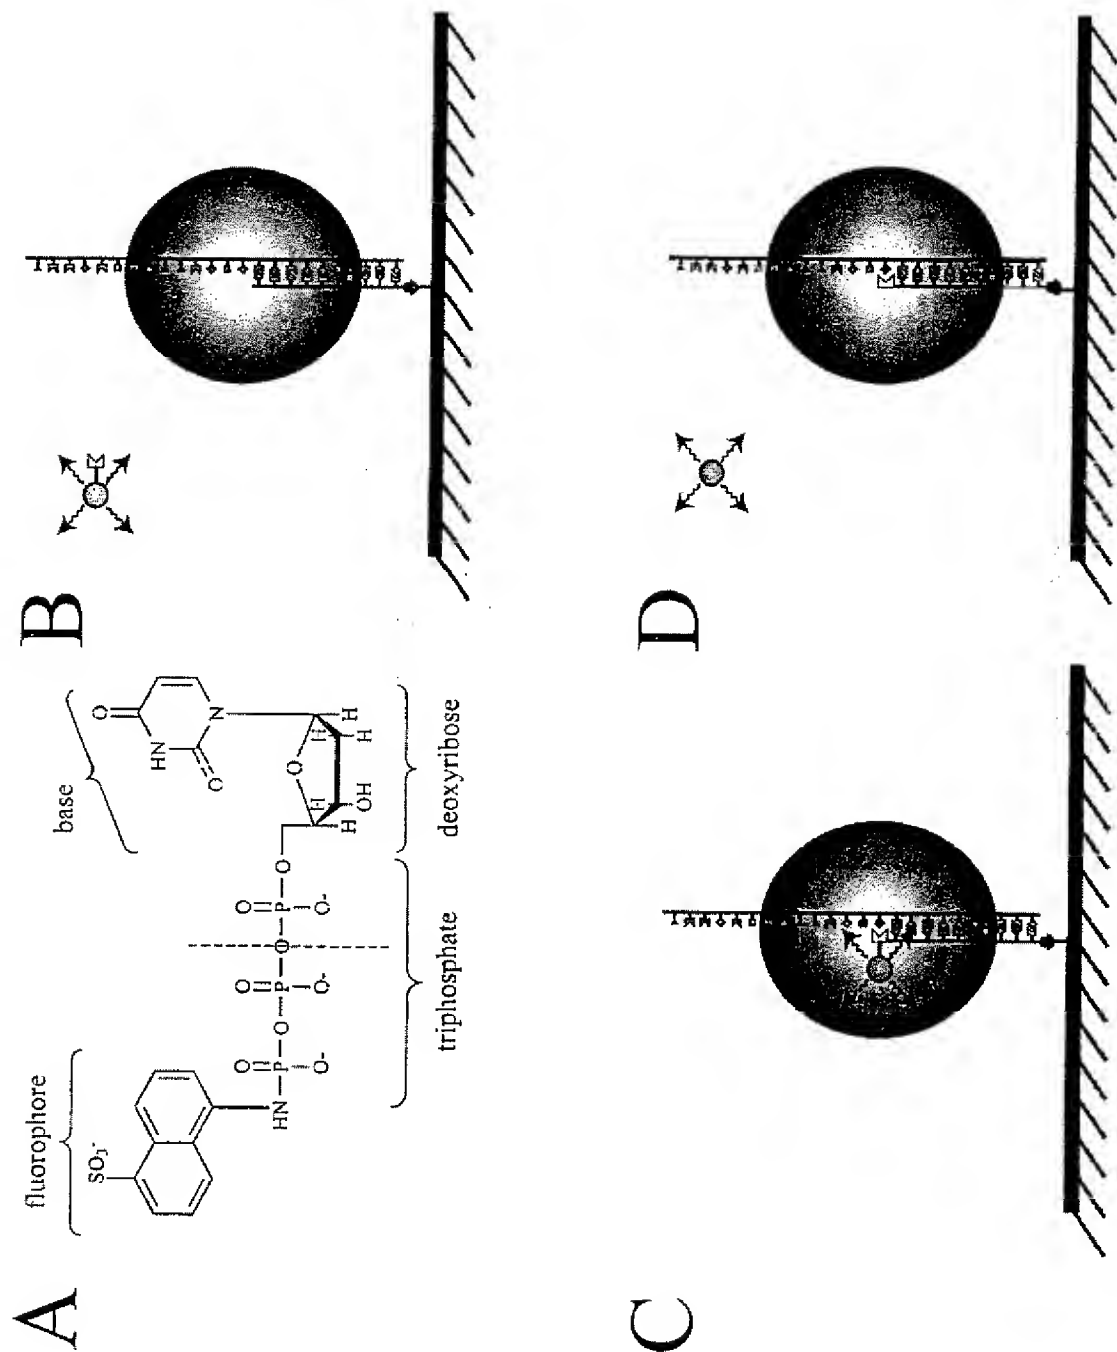 A
fluorophore
base
SO₃⁻
HN
O
P
O
O-
O
O
P
O-
O
O
P
O-
O
O
HN
O
N
O
H
H
H
H
H
OH
triphosphate
deoxyribose
B
C
D